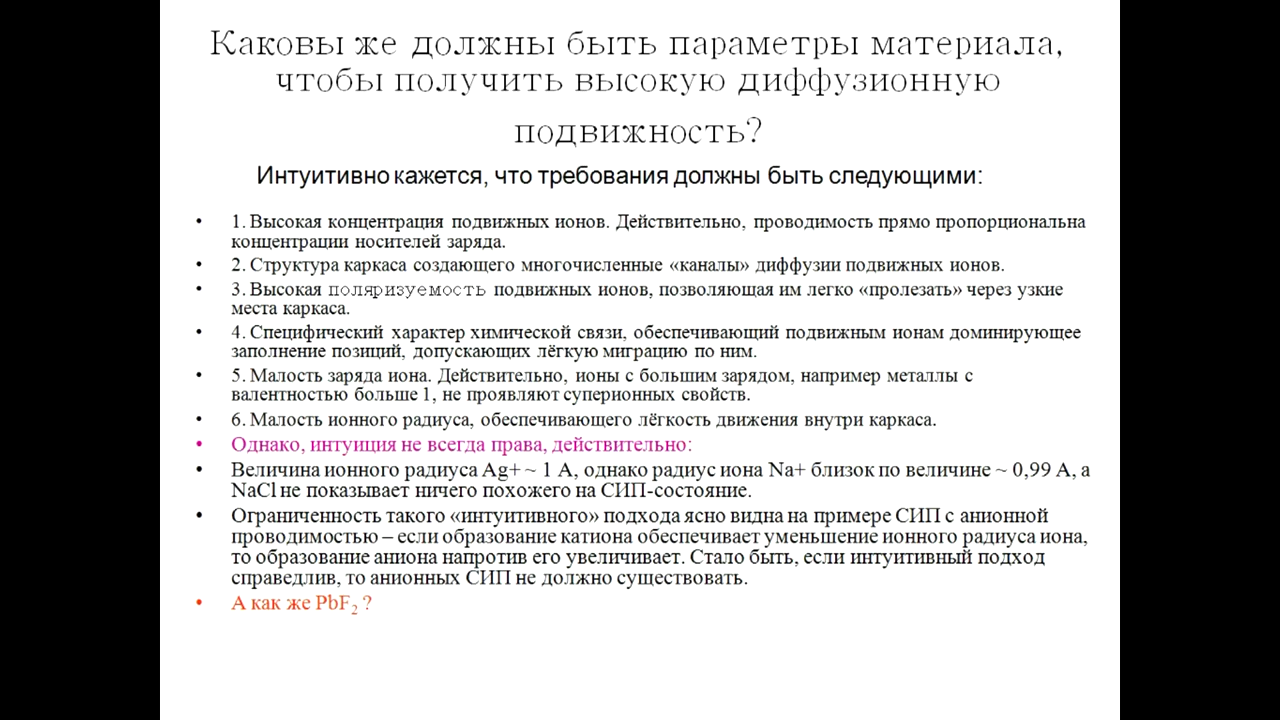 Каковы же должны быть параметры материала,
чтобы получить высокую диффузионную
подвижность?
Интуитивно кажется, что требования должны быть следующими:
• 1. Высокая концентрация подвижных ионов. Действительно, проводимость прямо пропорциональна
концентрации носителей заряда.
• 2. Структура каркаса создающего многочисленные «каналы» диффузии подвижных ионов.
• 3. Высокая поляризуемость подвижных ионов, позволяющая им легко «пролезать» через узкие
места каркаса.
• 4. Специфический характер химической связи, обеспечивающий подвижным ионам доминирующее
заполнение позиций, допускающих лёгкую миграцию по ним.
• 5. Малость заряда иона. Действительно, ионы с большим зарядом, например металлы с
валентностью больше 1, не проявляют суперионных свойств.
• 6. Малость ионного радиуса, обеспечивающего лёгкость движения внутри каркаса.
• Однако, интуиция не всегда права, действительно:
• Величина ионного радиуса Ag+ ~ 1 А, однако радиус иона Na+ близок по величине ~ 0,99 А, а
NaCl не показывает ничего похожего на СИП-состояние.
• Ограниченность такого «интуитивного» подхода ясно видна на примере СИП с анионной
проводимостью – если образование катиона обеспечивает уменьшение ионного радиуса иона,
то образование аниона напротив его увеличивает. Стало быть, если интуитивный подход
справедлив, то анионных СИП не должно существовать.
• А как же PbF₂ ?